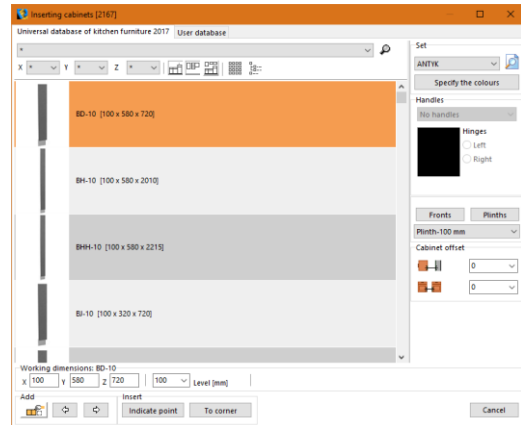 Inserting cabinets [2167]
Universal database of kitchen furniture 2017 User database
*
X * Y * Z *
BD-10 [100 x 580 x 720]
BH-10 [100 x 580 x 2010]
BHH-10 [100 x 580 x 2215]
BJ-10 [100 x 320 x 720]
Set
ANTYK
Specify the colours
Handles
No handles
Hinges
Left
Right
Fronts Plinths
Plinth-100 mm
Cabinet offset
0
0
Working dimensions: BD-10
X 100 Y 580 Z 720 100 Level [mm]
Add Insert
Indicate point To corner Cancel